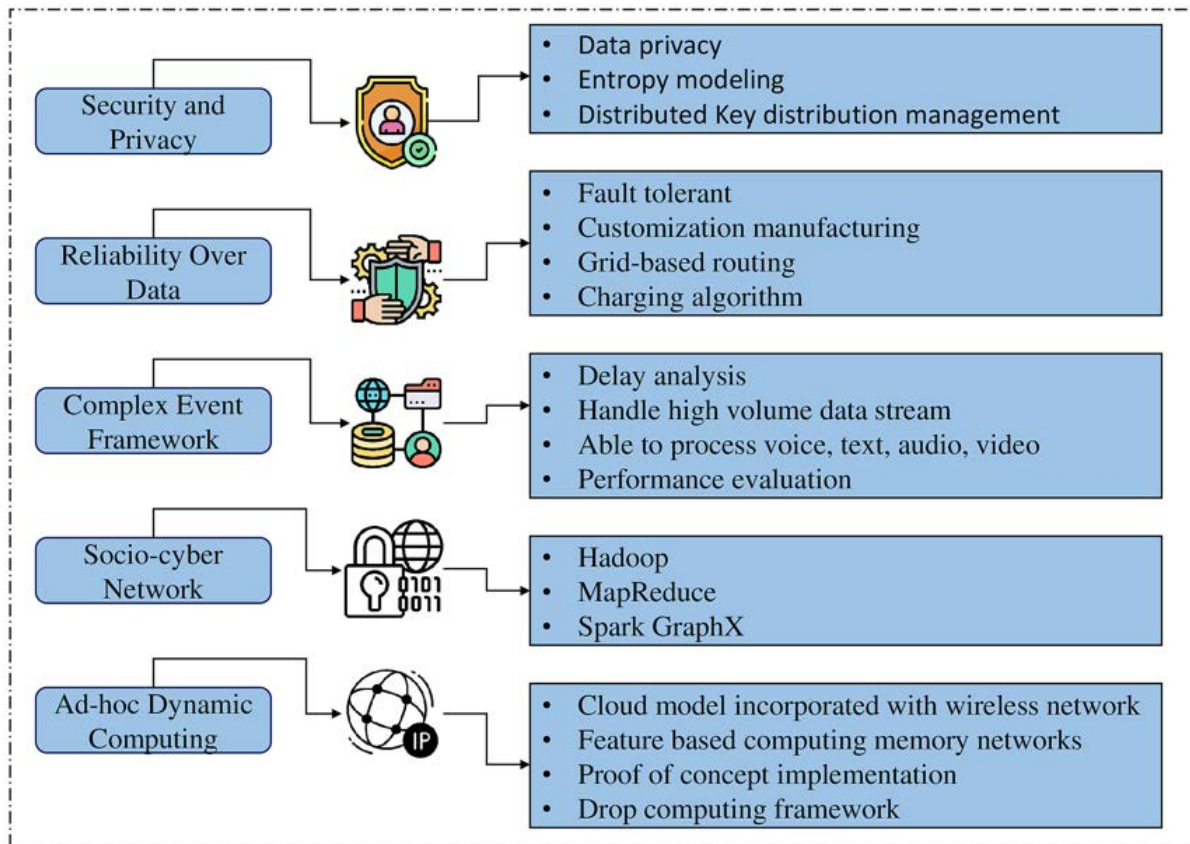 Security and
Privacy
• Data privacy
• Entropy modeling
• Distributed Key distribution management
Reliability Over
Data
• Fault tolerant
• Customization manufacturing
• Grid-based routing
• Charging algorithm
Complex Event
Framework
• Delay analysis
• Handle high volume data stream
• Able to process voice, text, audio, video
• Performance evaluation
Socio-cyber
Network
0101
0011
• Hadoop
• MapReduce
• Spark GraphX
Ad-hoc Dynamic
Computing
IP
• Cloud model incorporated with wireless network
• Feature based computing memory networks
• Proof of concept implementation
• Drop computing framework